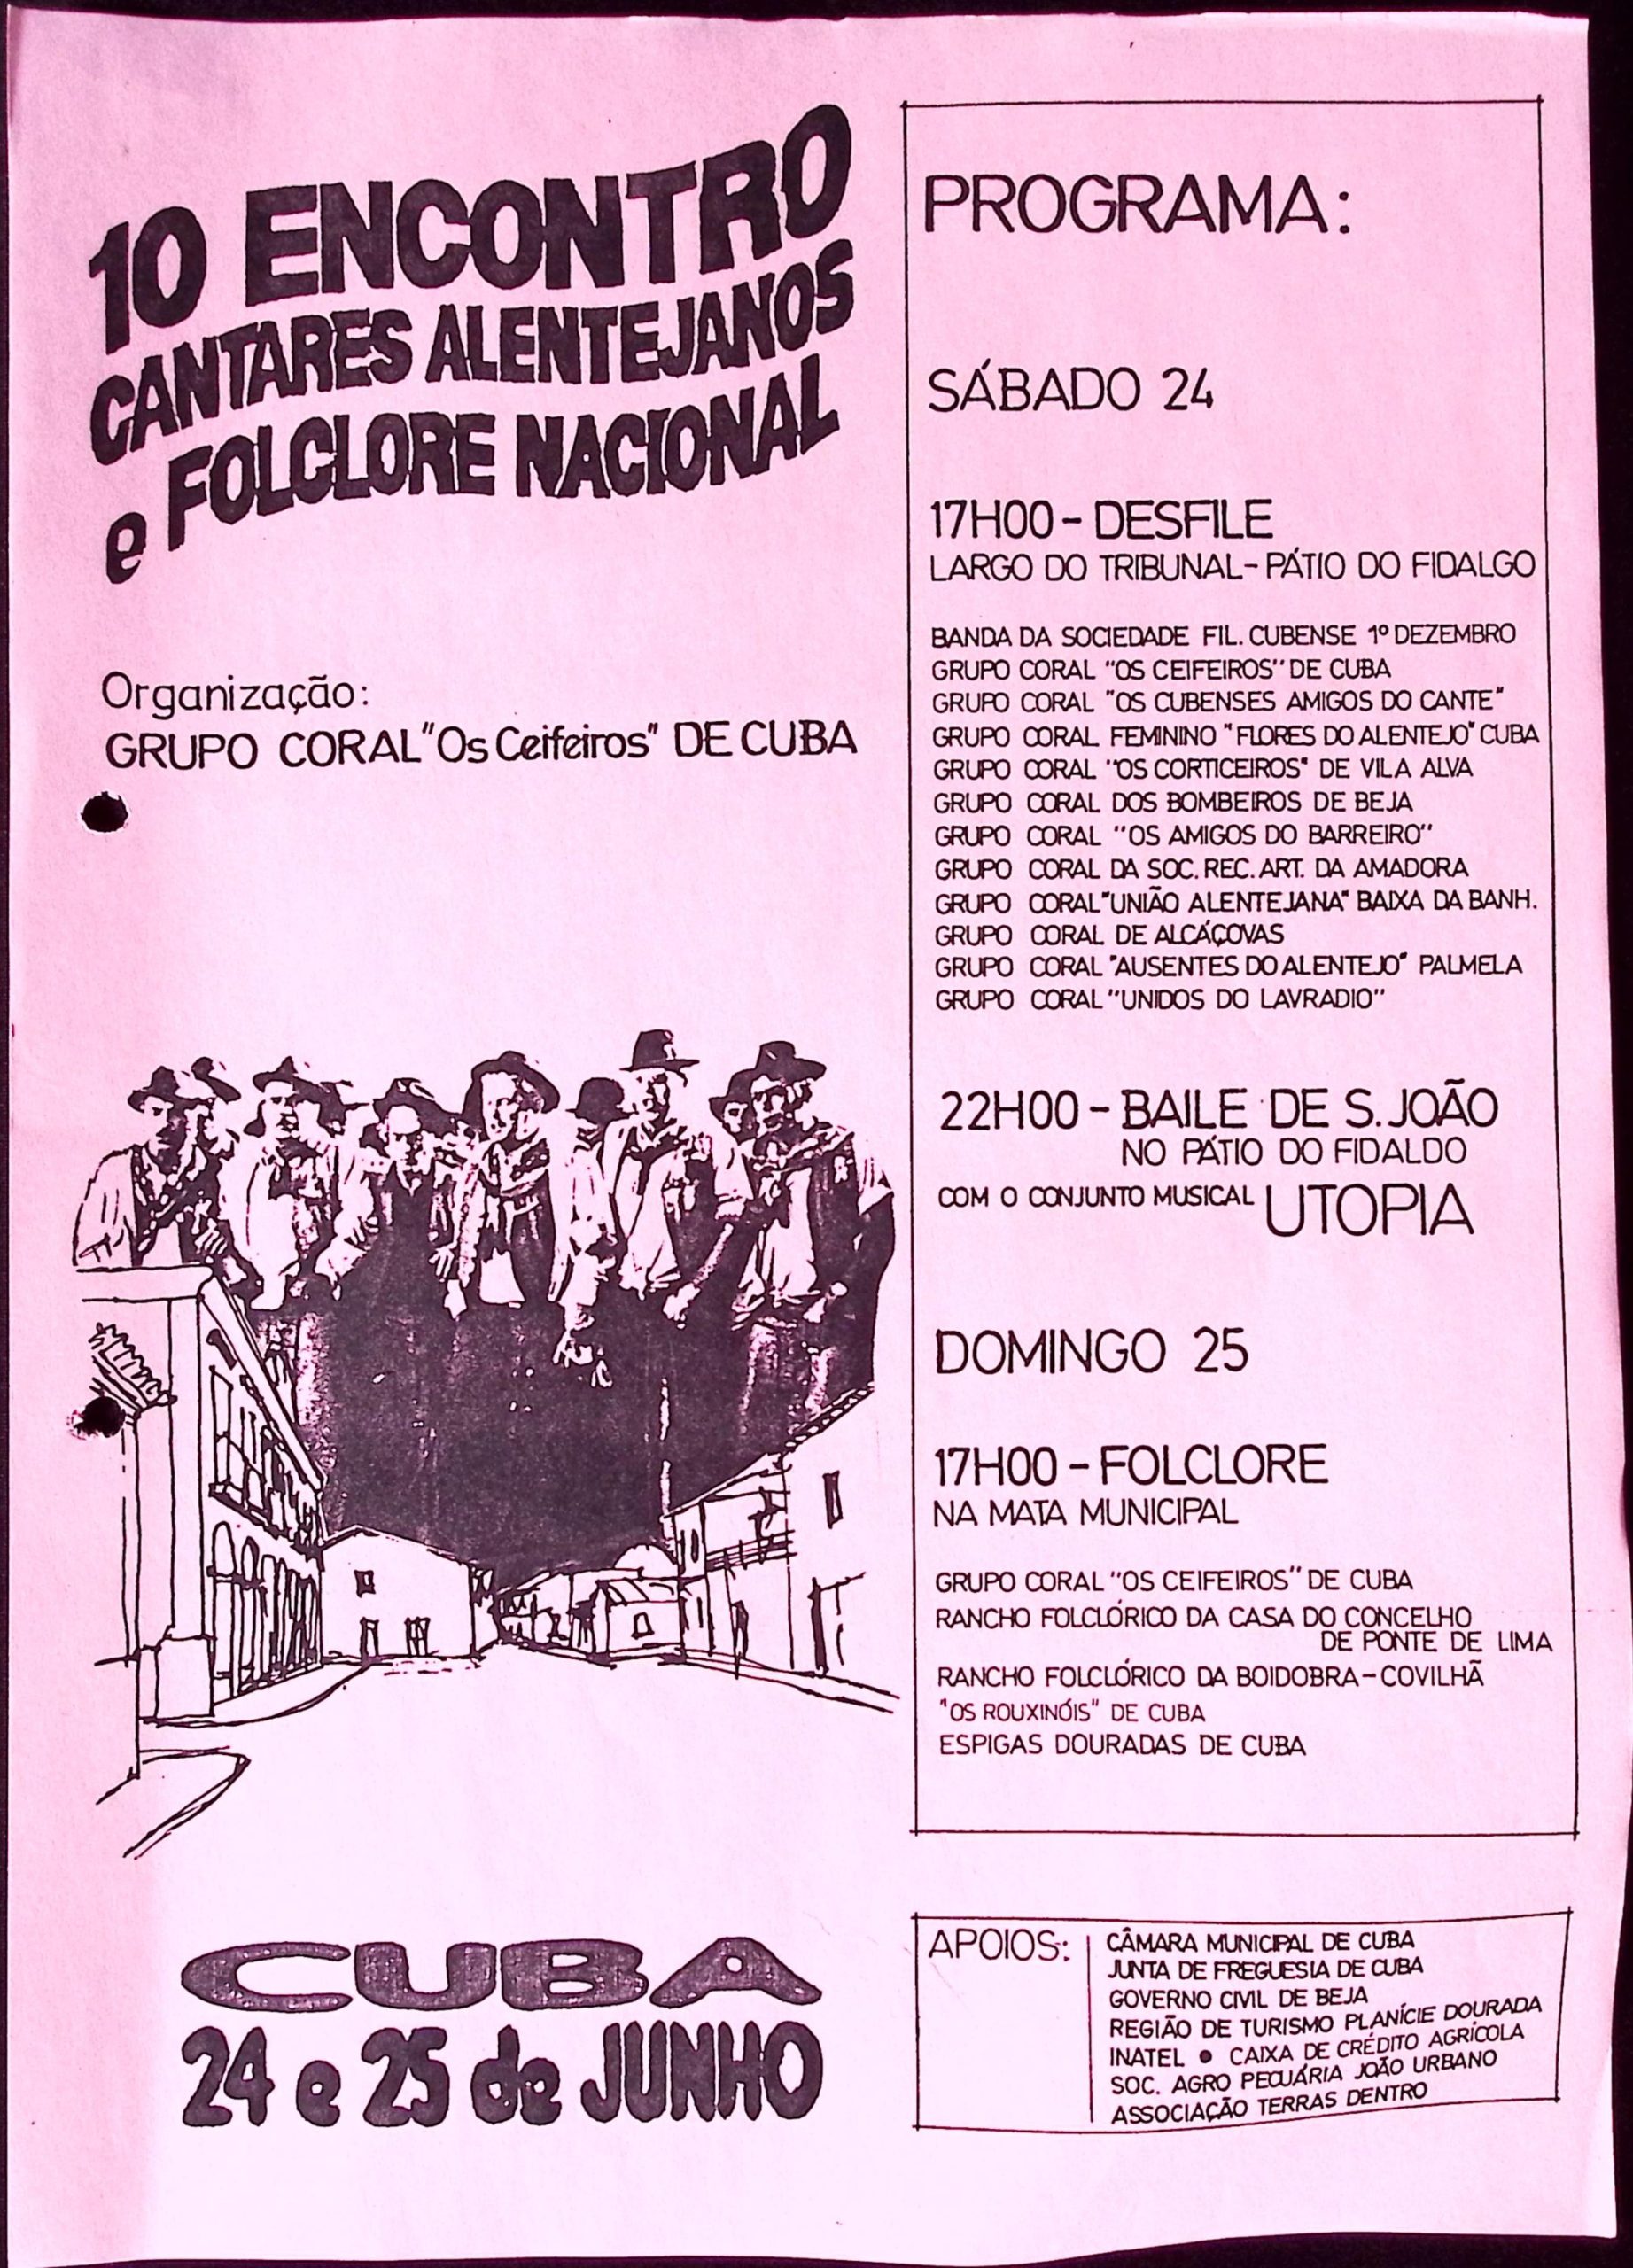 10 ENCONTRO
CANTARES ALENTEJANOS
e FOLCLORE NACIONAL
Organização:
GRUPO CORAL "Os Ceifeiros" DE CUBA
CUBA
24 e 25 de JUNHO
PROGRAMA:
SÁBADO 24
17H00 - DESFILE
LARGO DO TRIBUNAL - PÁTIO DO FIDALGO
BANDA DA SOCIEDADE FIL. CUBENSE 1º DEZEMBRO
GRUPO CORAL "OS CEIFEIROS" DE CUBA
GRUPO CORAL "OS CUBENSES AMIGOS DO CANTE"
GRUPO CORAL FEMININO "FLORES DO ALENTEJO" CUBA
GRUPO CORAL "OS CORTICEIROS" DE VILA ALVA
GRUPO CORAL DOS BOMBEIROS DE BEJA
GRUPO CORAL "OS AMIGOS DO BARREIRO"
GRUPO CORAL DA SOC. REC. ART. DA AMADORA
GRUPO CORAL "UNIÃO ALENTEJANA" BAIXA DA BANH.
GRUPO CORAL DE ALCÁÇOVAS
GRUPO CORAL "AUSENTES DO ALENTEJO" PALMELA
GRUPO CORAL "UNIDOS DO LAVRADIO"
22H00 - BAILE DE S. JOÃO
NO PÁTIO DO FIDALDO
COM O CONJUNTO MUSICAL UTOPIA
DOMINGO 25
17H00 - FOLCLORE
NA MATA MUNICIPAL
GRUPO CORAL "OS CEIFEIROS" DE CUBA
RANCHO FOLCLÓRICO DA CASA DO CONCELHO
DE PONTE DE LIMA
RANCHO FOLCLÓRICO DA BOIDOBRA - COVILHÃ
"OS ROUXINÓIS" DE CUBA
ESPIGAS DOURADAS DE CUBA
APOIOS:
CÂMARA MUNICIPAL DE CUBA
JUNTA DE FREGUESIA DE CUBA
GOVERNO CIVIL DE BEJA
REGIÃO DE TURISMO PLANÍCIE DOURADA
INATEL ● CAIXA DE CRÉDITO AGRÍCOLA
SOC. AGRO PECUÁRIA JOÃO URBANO
ASSOCIAÇÃO TERRAS DENTRO